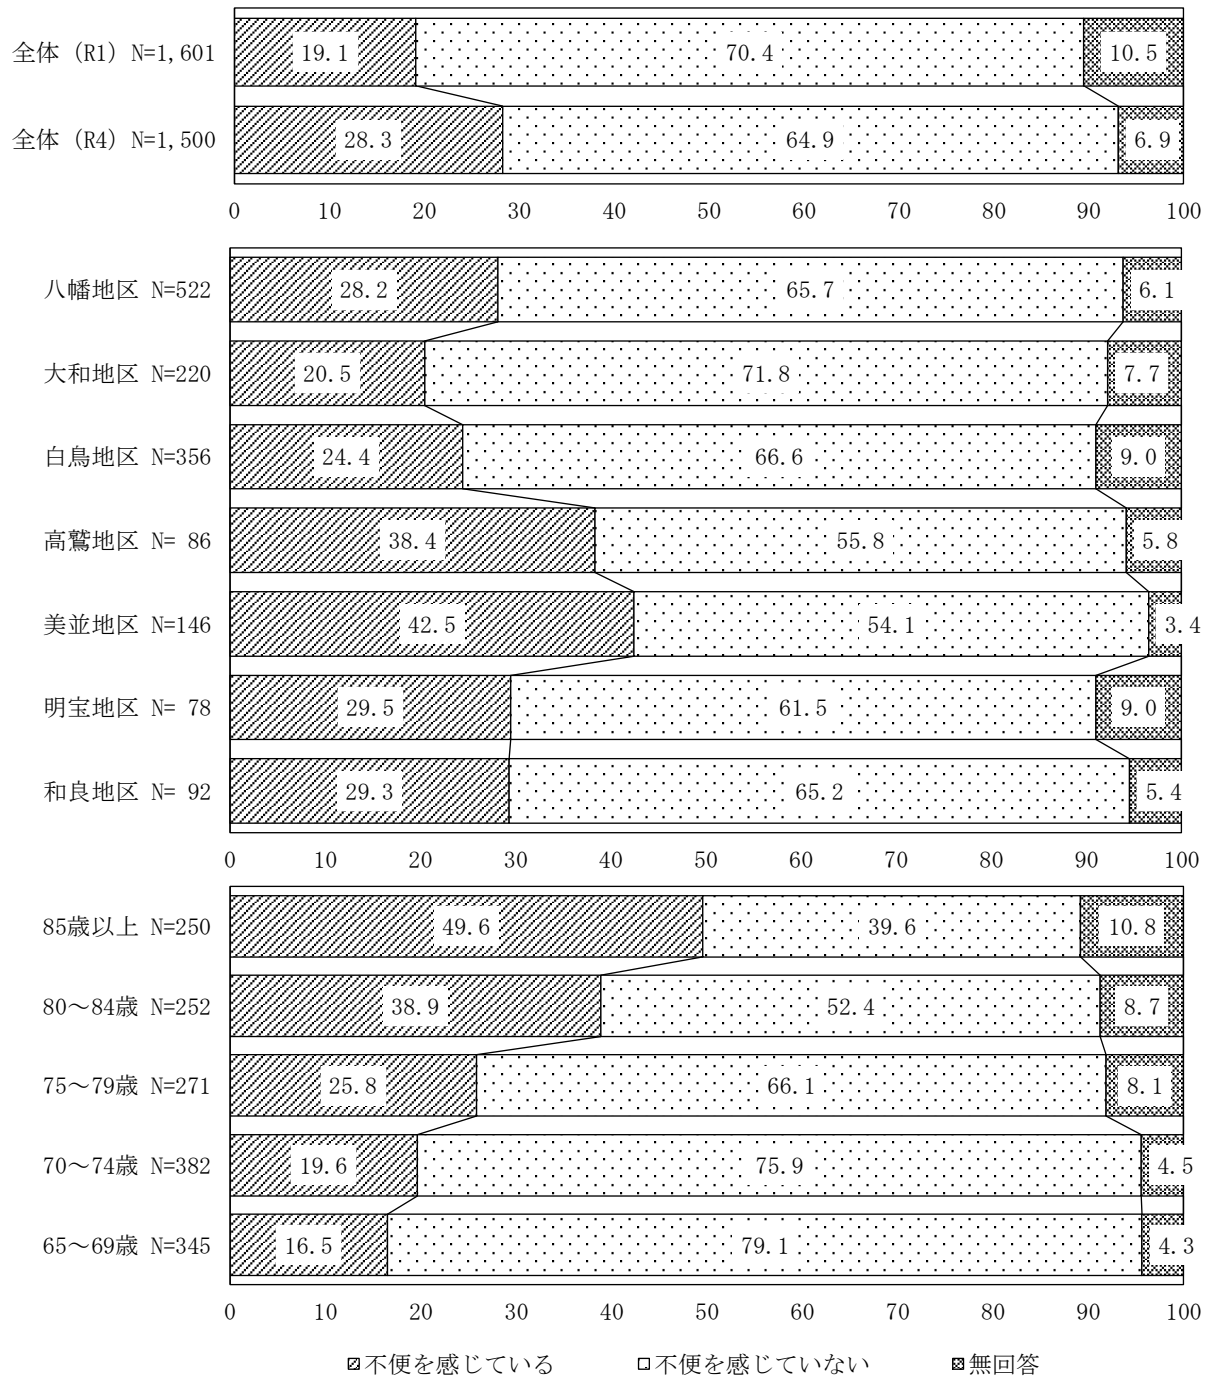 全体（R1）N=1,601 19.1 70.4 10.5
全体（R4）N=1,500 28.3 64.9 6.9
0 10 20 30 40 50 60 70 80 90 100
八幡地区 N=522 28.2 65.7 6.1
大和地区 N=220 20.5 71.8 7.7
白鳥地区 N=356 24.4 66.6 9.0
高鷲地区 N= 86 38.4 55.8 5.8
美並地区 N=146 42.5 54.1 3.4
明宝地区 N= 78 29.5 61.5 9.0
和良地区 N= 92 29.3 65.2 5.4
0 10 20 30 40 50 60 70 80 90 100
85歳以上 N=250 49.6 39.6 10.8
80～84歳 N=252 38.9 52.4 8.7
75～79歳 N=271 25.8 66.1 8.1
70～74歳 N=382 19.6 75.9 4.5
65～69歳 N=345 16.5 79.1 4.3
0 10 20 30 40 50 60 70 80 90 100
不便を感じている 不便を感じていない 無回答